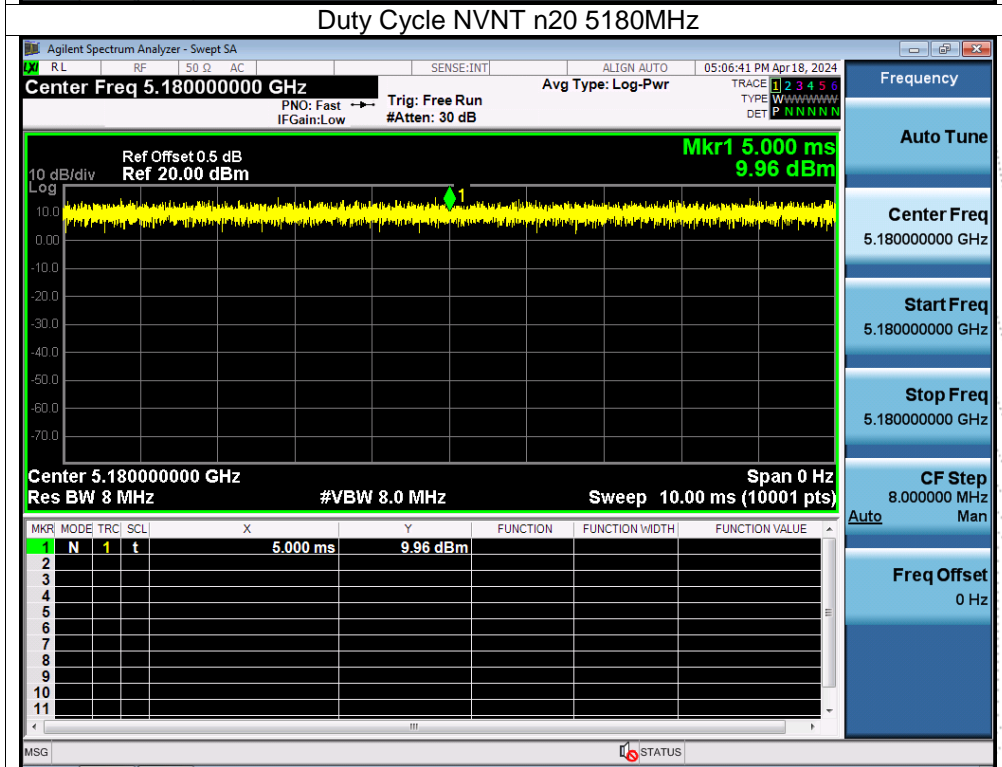 Duty Cycle NVNT n20 5180MHz
Agilent Spectrum Analyzer - Swept SA
LXI RL RF 50 Ω AC SENSE:INT ALIGN AUTO 05:06:41 PM Apr 18, 2024
Center Freq 5.180000000 GHz
PNO: Fast
IFGain:Low
Trig: Free Run
#Atten: 30 dB
Avg Type: Log-Pwr
TRACE 1 2 3 4 5 6
TYPE WWWWWW
DET P N N N N N
Mkr1 5.000 ms
9.96 dBm
Ref Offset 0.5 dB
10 dB/div Ref 20.00 dBm
Log
1
10.0
0.00
-10.0
-20.0
-30.0
-40.0
-50.0
-60.0
-70.0
Center 5.180000000 GHz Span 0 Hz
Res BW 8 MHz #VBW 8.0 MHz Sweep 10.00 ms (10001 pts)
MKR MODE TRC SCL X Y FUNCTION FUNCTION WIDTH FUNCTION VALUE
1 N 1 t 5.000 ms 9.96 dBm
2
3
4
5
6
7
8
9
10
11
MSG STATUS
Frequency
Auto Tune
Center Freq
5.180000000 GHz
Start Freq
5.180000000 GHz
Stop Freq
5.180000000 GHz
CF Step
8.000000 MHz
Auto Man
Freq Offset
0 Hz